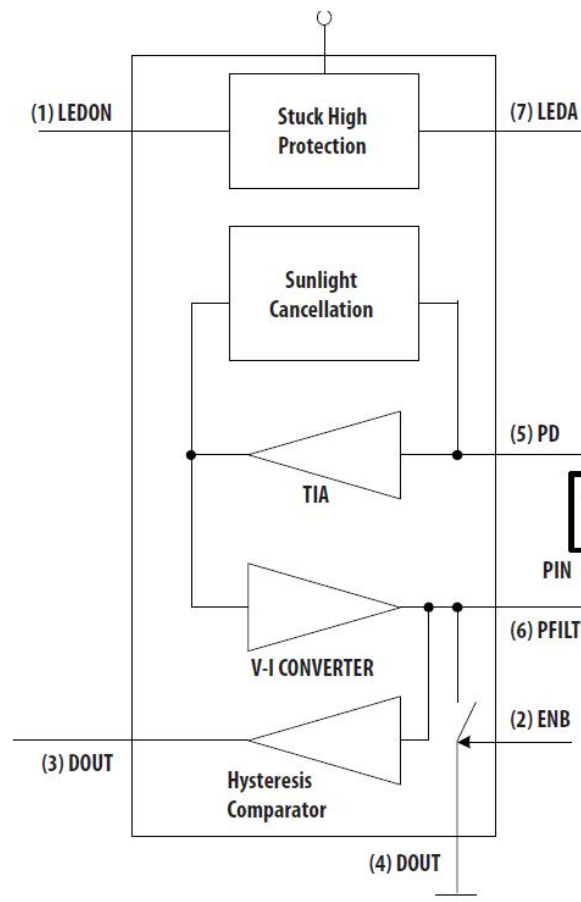 (1) LEDON
Stuck High
Protection
(7) LEDA
Sunlight
Cancellation
(5) PD
TIA
PIN
(6) PFILT
V-I CONVERTER
(2) ENB
(3) DOUT
Hysteresis
Comparator
(4) DOUT